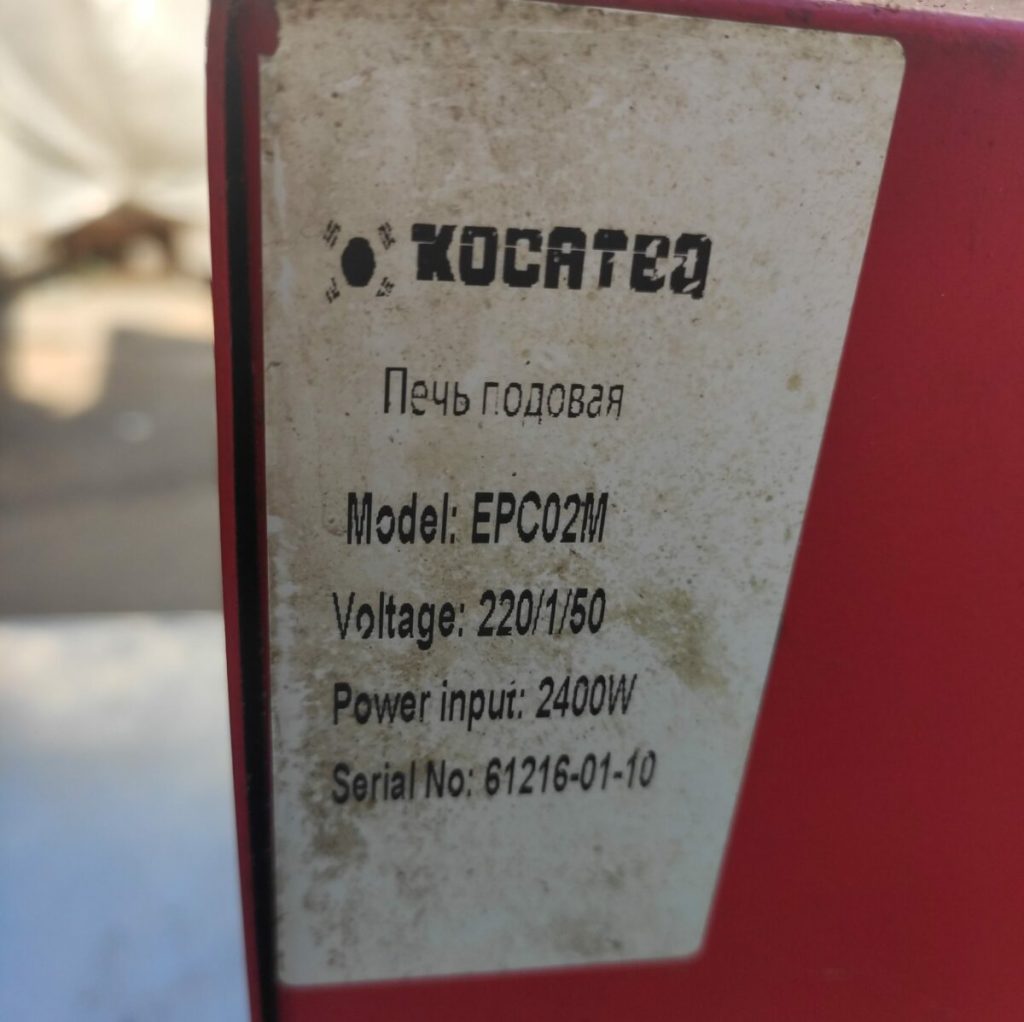 KOCATEQ
Печь подовая
Model: EPC02M
Voltage: 220/1/50
Power input: 2400W
Serial No: 61216-01-10